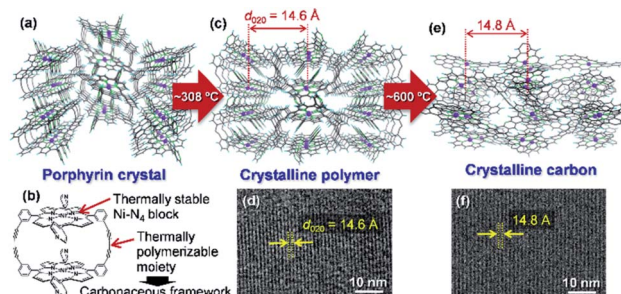 (a)
(c)
d020 = 14.6 Å
(e)
14.8 Å
~308 °C
~600 °C
Porphyrin crystal
Crystalline polymer
Crystalline carbon
(b)
Thermally stable
Ni-N4 block
Thermally
polymerizable
moiety
Carbonaceous framework
(d)
d020 = 14.6 Å
10 nm
(f)
14.8 Å
10 nm